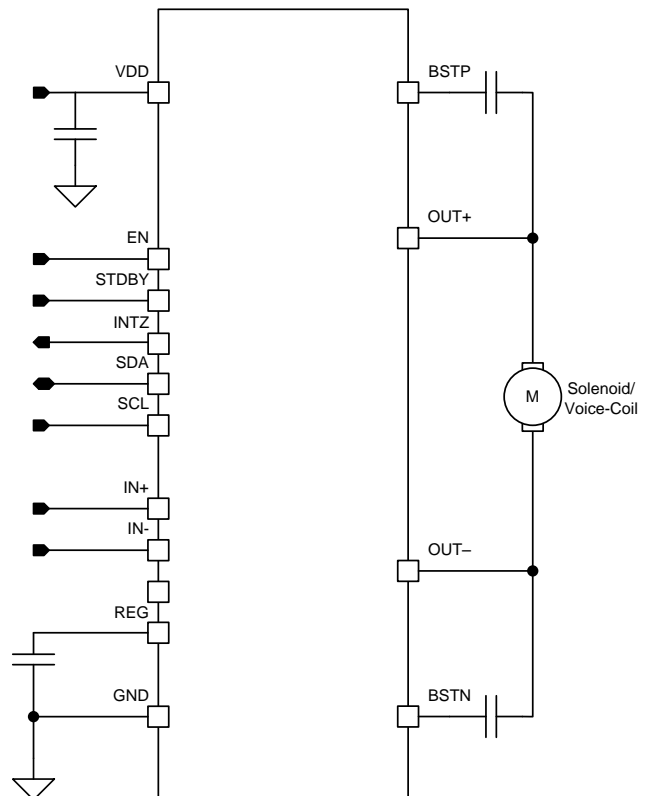 VDD
BSTP
OUT+
EN
STDBY
INTZ
SDA
SCL
M
Solenoid/
Voice-Coil
IN+
IN-
OUT–
REG
GND
BSTN